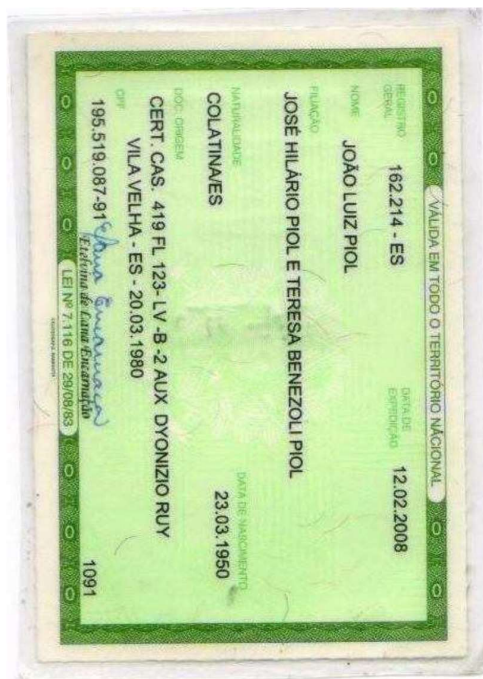 VÁLIDA EM TODO O TERRITÓRIO NACIONAL
REGISTRO GERAL 162.214 - ES DATA DE EXPEDIÇÃO 12.02.2008
NOME
JOÃO LUIZ PIOL
FILIAÇÃO
JOSÉ HILÁRIO PIOL E TERESA BENEZOLI PIOL
NATURALIDADE DATA DE NASCIMENTO
COLATINA/ES 23.03.1950
DOC. ORIGEM
CERT. CAS. 419 FL 123- LV -B -2 AUX DYONIZIO RUY
VILA VELHA - ES - 20.03.1980
CPF
195.519.087-91 1091
Etelvina de Lana Encarnação
LEI Nº 7.116 DE 29/08/83